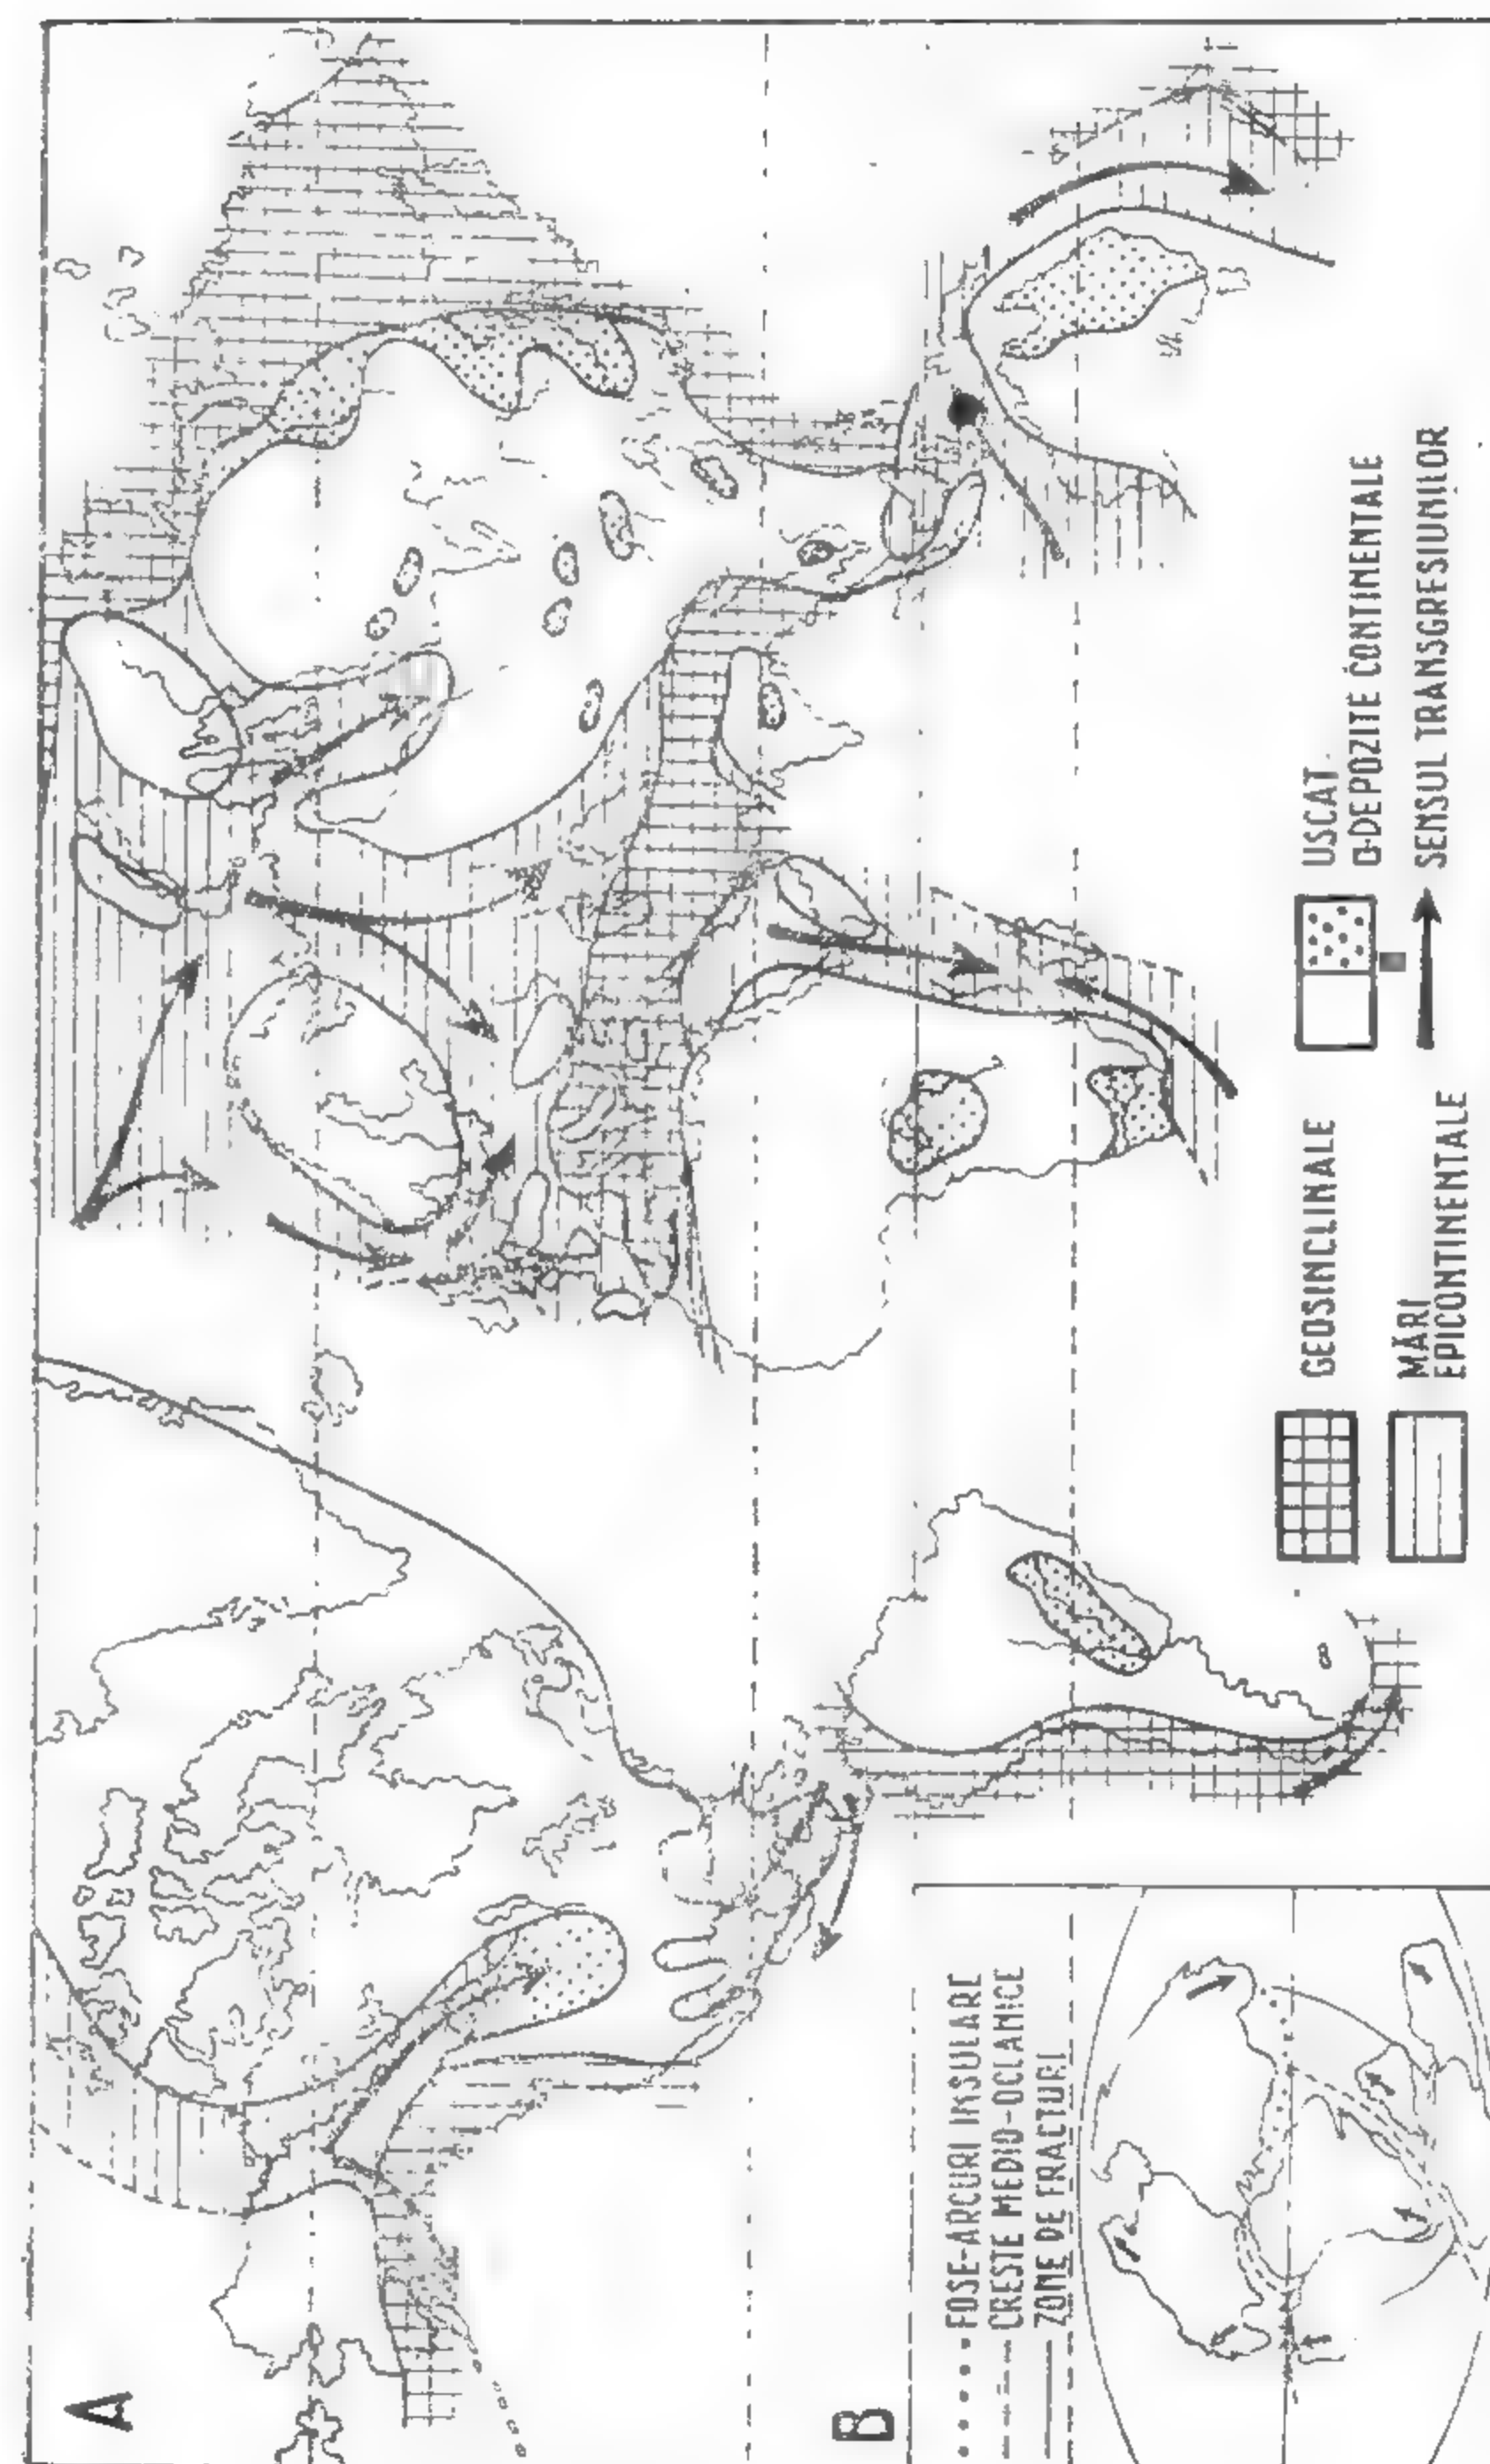 A
GEOSINCLINALE
MĂRI
EPICONTINENTALE
USCAT
D-DEPOZITE CONTINENTALE
SENSUL TRANSGRESIUNILOR
B
FOSE-ARCURI INSULARE
CRESTE MEDIO-OCEANICE
ZONE DE FRACTURI